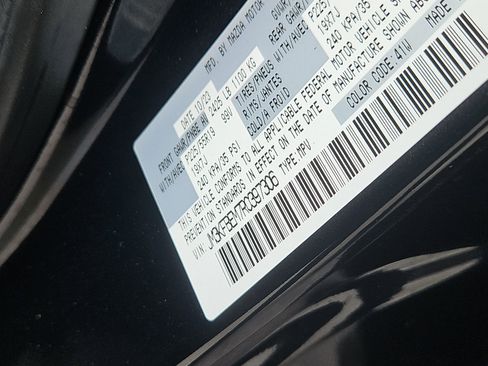 MFD. BY MAZDA MOTOR
DATE: 10/23
FRONT GAWR/PNBE/AV 2425 LB 1100 KG GAWR/
WITH/AVEC P225/55R19 99V REAR GAWR/
TIRES/PNEUS WITH/AVEC P225/
RIMS/JANTES 19X7J 19X7J
COLD/A FROID 240 KPA/35 PSI 240 KPA/35
THIS VEHICLE CONFORMS TO ALL APPLICABLE FEDERAL MOTOR VEHICLE
PREVENTION STANDARDS IN EFFECT ON THE DATE OF MANUFACTURE SHOWN
VIN: TYPE: MPV
COLOR CODE: 41W
MADE